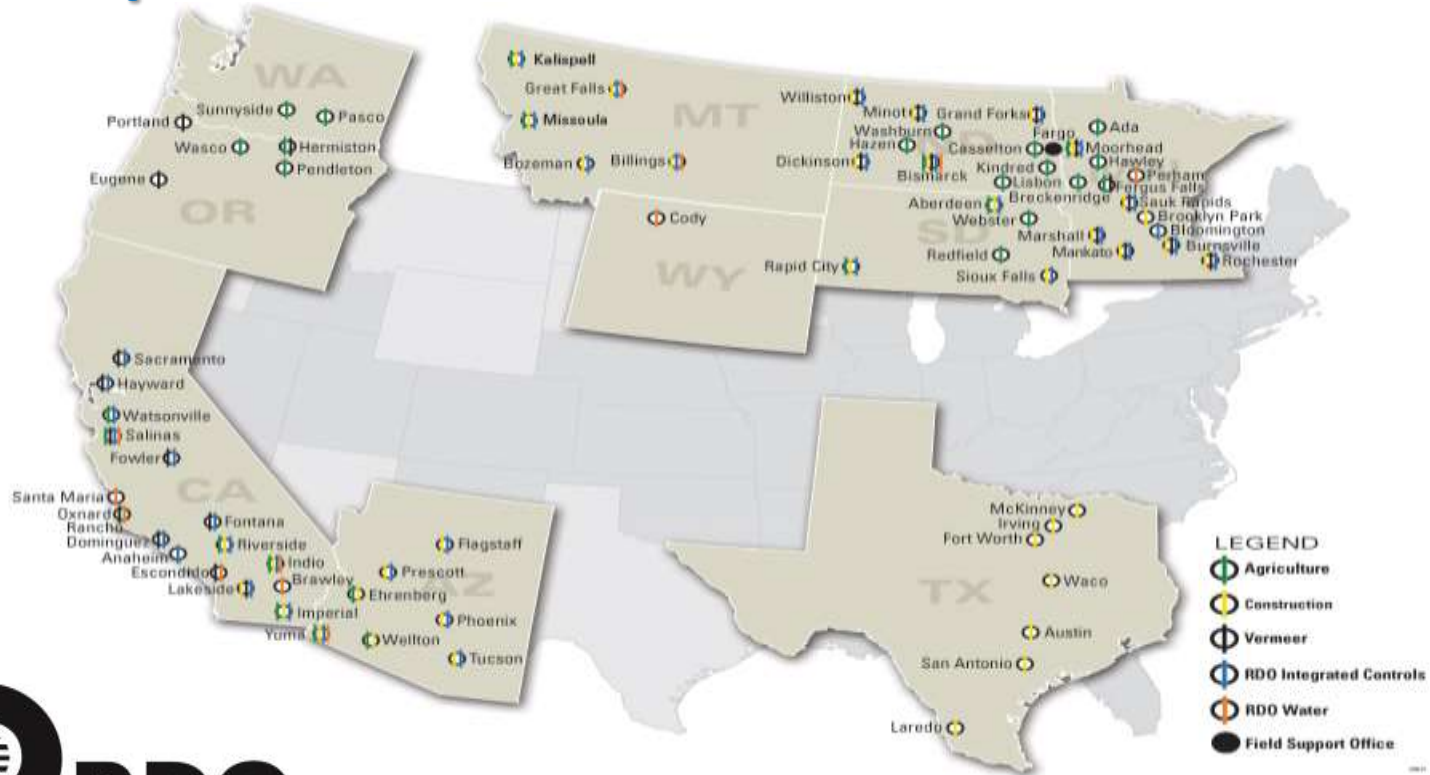 WA
Sunnyside
Pasco
Portland
Wasco
Hermiston
Pendleton
Eugene
OR
Kalispell
Great Falls
MT
Missoula
Bozeman
Billings
Cody
WY
Williston
Minot
Grand Forks
Washburn
Hazen
Fargo
Casselton
Dickinson
Bismarck
Kindred
Lisbon
Ada
Moorhead
Hawley
Perham
Fergus Falls
Breckenridge
Sauk Rapids
Brooklyn Park
Bloomington
Burnsville
Rochester
Marshall
Mankato
Aberdeen
Webster
SD
Redfield
Rapid City
Sioux Falls
Sacramento
Hayward
Watsonville
Salinas
Fowler
CA
Santa Maria
Oxnard
Rancho
Dominguez
Anaheim
Fontana
Riverside
Indio
Escondido
Brawley
Lakeside
Imperial
Yuma
Flagstaff
Prescott
AZ
Ehrenberg
Phoenix
Wellton
Tucson
McKinney
Irving
Fort Worth
Waco
TX
Austin
San Antonio
Laredo
LEGEND
Agriculture
Construction
Vermeer
RDO Integrated Controls
RDO Water
Field Support Office
RDO